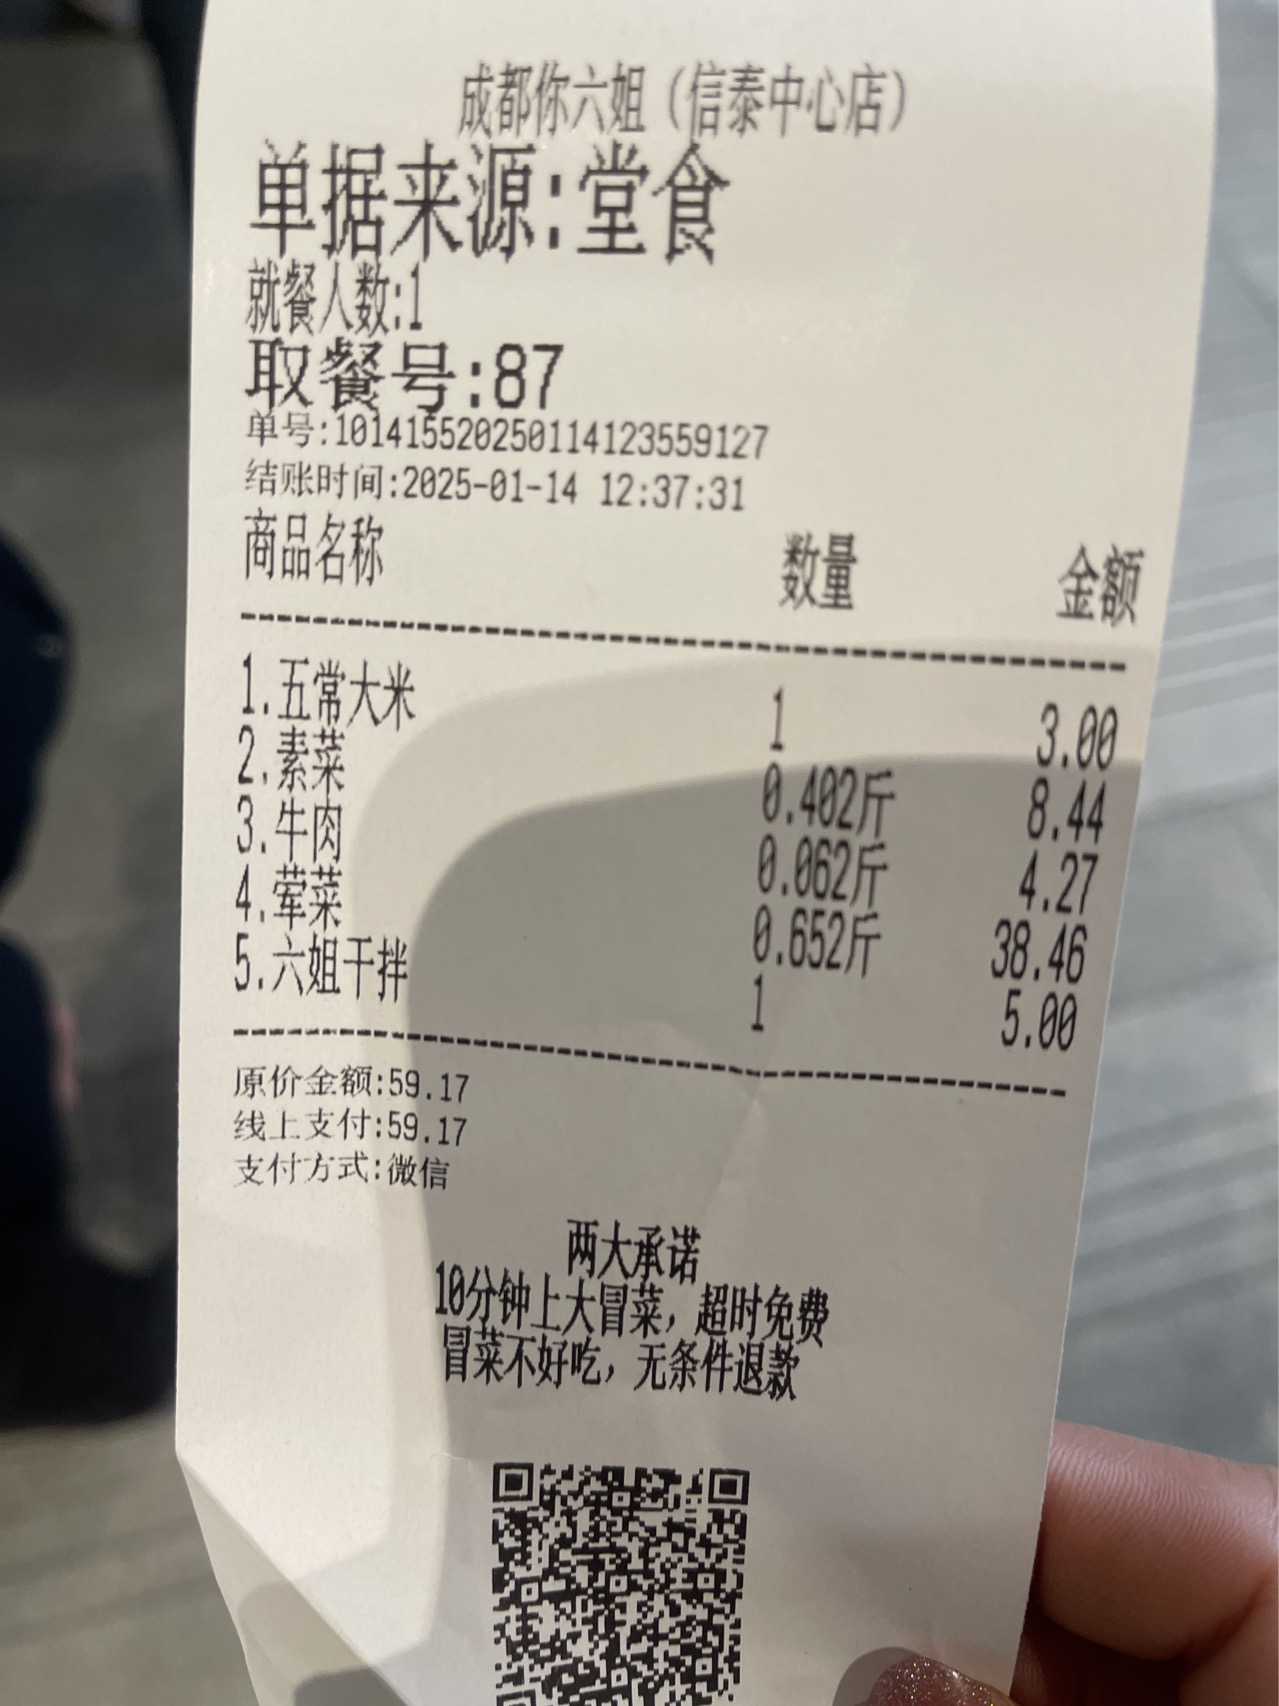 成都你六姐（信泰中心店）
单据来源:堂食
就餐人数:1
取餐号:87
单号:101415520250114123559127
结账时间:2025-01-14 12:37:31
商品名称 数量 金额
1.五常大米 1 3.00
2.素菜 0.402斤 8.44
3.牛肉 0.062斤 4.27
4.荤菜 0.652斤 38.46
5.六姐干拌 1 5.00
原价金额:59.17
线上支付:59.17
支付方式:微信
两大承诺
10分钟上大冒菜，超时免费
冒菜不好吃，无条件退款